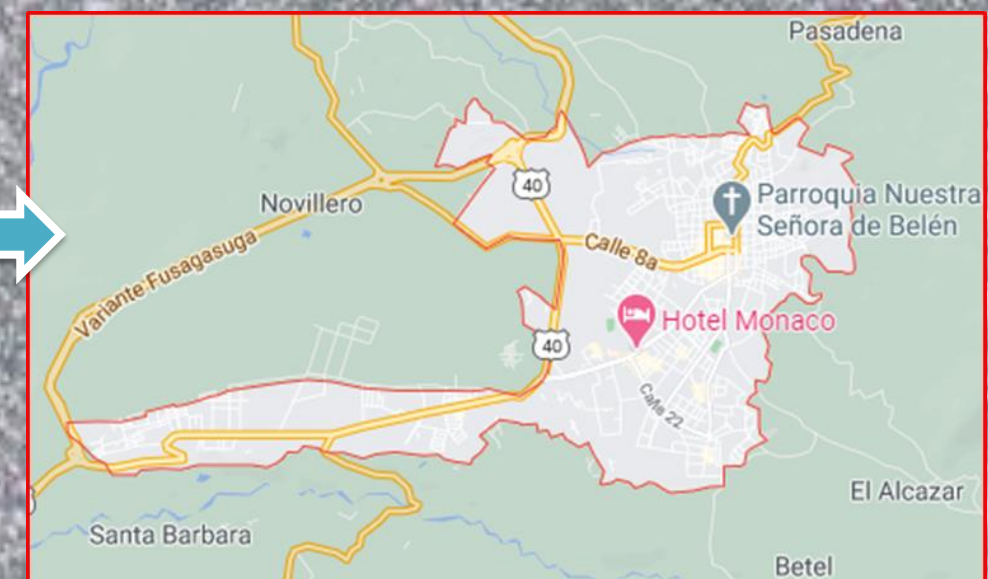 Pasadena
40
Parroquia Nuestra
Señora de Belén
Novillero
Calle 8a
Variante Fusagasuga
Hotel Monaco
40
Calle 22
El Alcazar
Santa Barbara
Betel